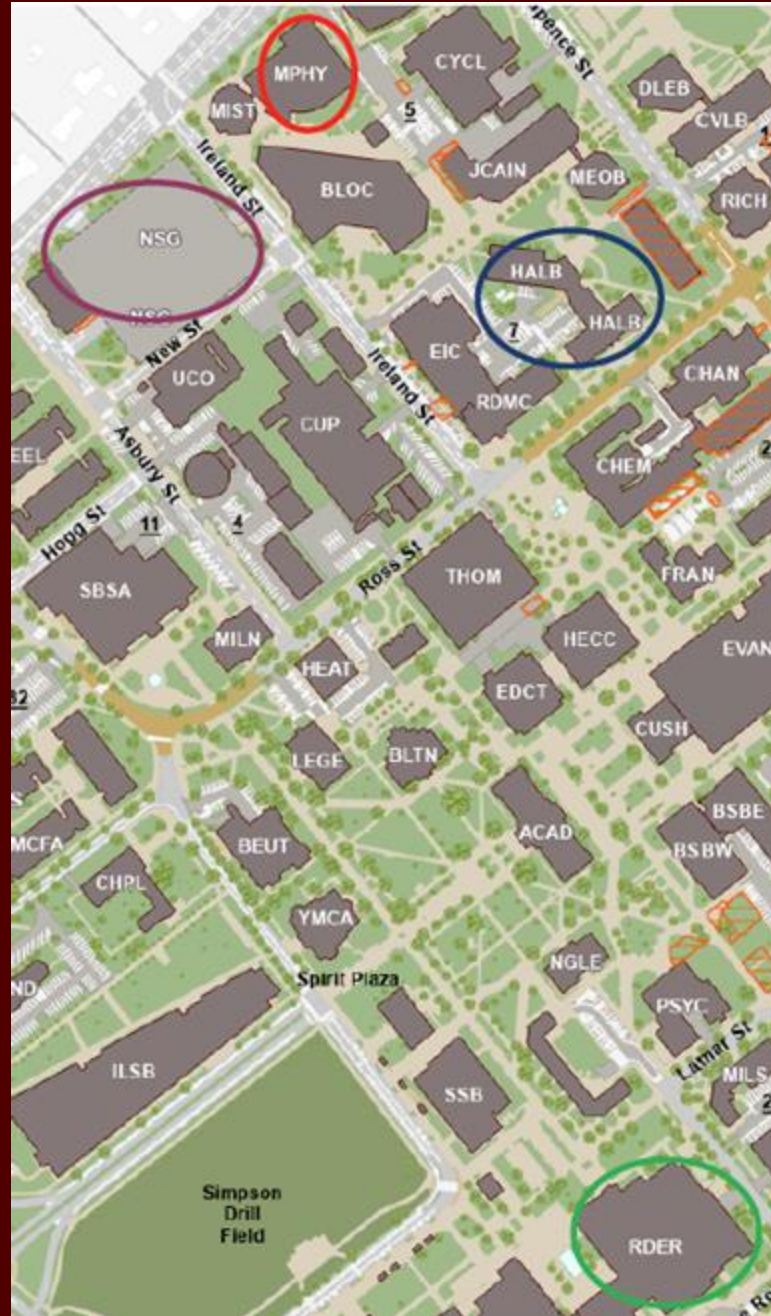 Spence St
MPHY
CYCL
DLEB
MIST
5
CVLB
Ireland St
BLOC
JCAIN
MEOB
RICH
NSG
HALB
NSG
New St
7
HALB
EIC
Ireland St
UCO
RDMC
CHAN
CUP
EEL
Asbury St
CHEM
2
Hogg St
11
4
Ross St
THOM
FRAN
SBSA
MILN
HECC
EVAN
HEAT
EDCT
32
CUSH
LEGE
BLTN
S
BSBE
MCFA
BEUT
ACAD
BSBW
CHPL
YMCA
NGLE
Spirit Plaza
ND
PSYC
ILSB
Lamar St
SSB
MILS
2
Simpson
Drill
Field
RDER